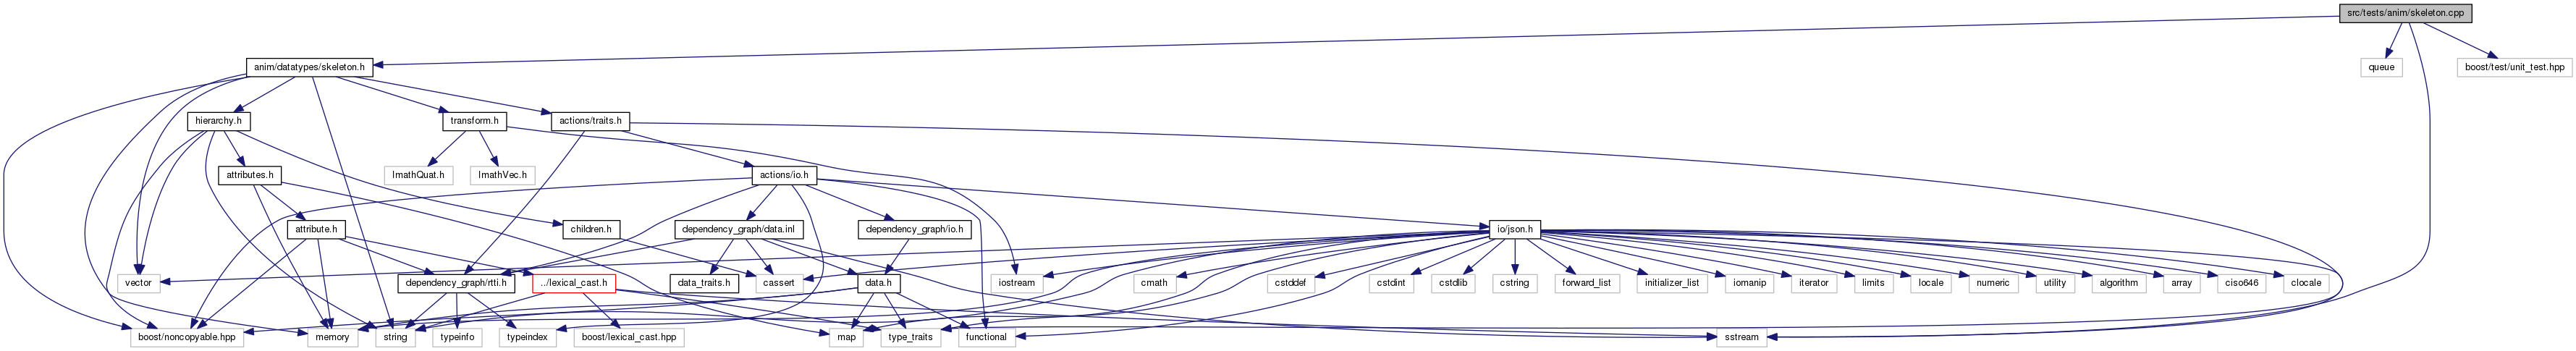 src/tests/anim/skeleton.cpp
anim/datatypes/skeleton.h
queue
boost/test/unit_test.hpp
hierarchy.h
transform.h
actions/traits.h
attributes.h
ImathQuat.h
ImathVec.h
actions/io.h
attribute.h
children.h
dependency_graph/data.inl
dependency_graph/io.h
io/json.h
vector
dependency_graph/rtti.h
.../lexical_cast.h
data_traits.h
cassert
data.h
iostream
cmath
cstddef
cstdint
cstdlib
cstring
forward_list
initializer_list
iomanip
iterator
limits
locale
numeric
utility
algorithm
array
ciso646
clocale
boost/noncopyable.hpp
memory
string
typeinfo
typeindex
boost/lexical_cast.hpp
map
type_traits
functional
sstream